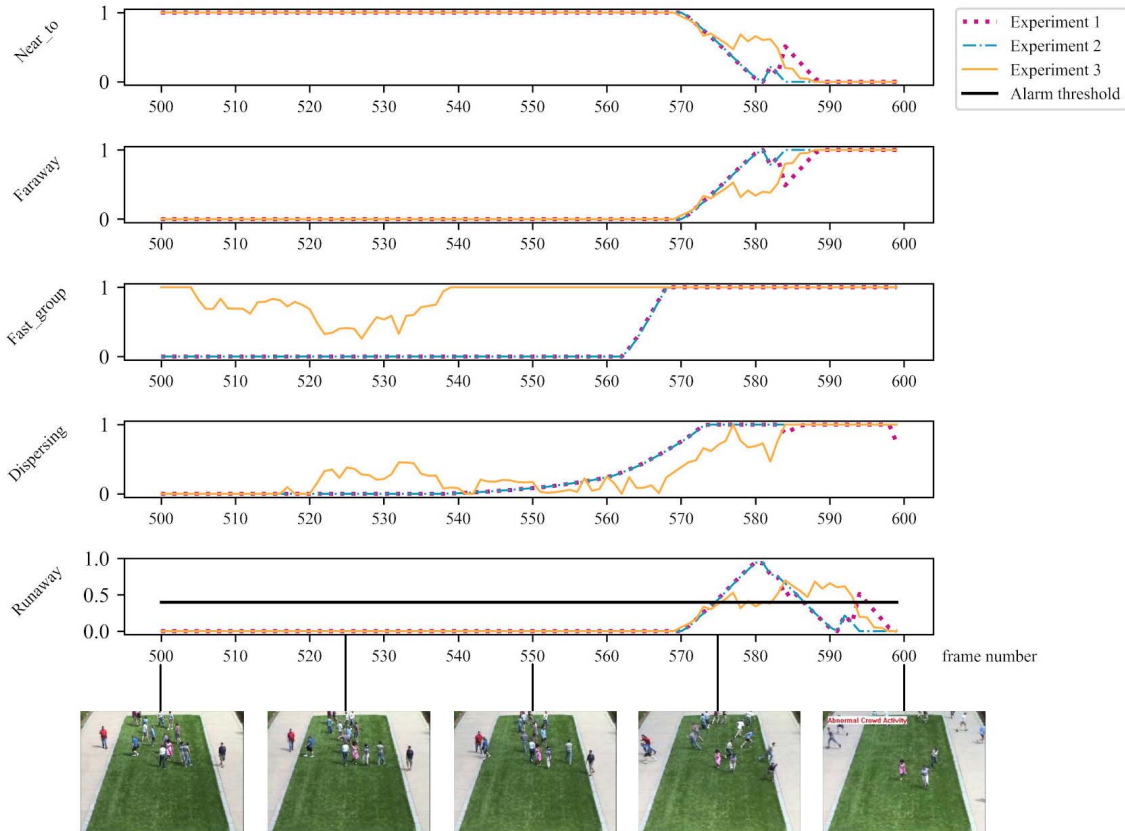 Near_to
1
0
500 510 520 530 540 550 560 570 580 590 600
Experiment 1
Experiment 2
Experiment 3
Alarm threshold
Faraway
1
0
500 510 520 530 540 550 560 570 580 590 600
Fast_group
1
0
500 510 520 530 540 550 560 570 580 590 600
Dispersing
1
0
500 510 520 530 540 550 560 570 580 590 600
Runaway
1.0
0.5
0.0
500 510 520 530 540 550 560 570 580 590 600 frame number
Abnormal Crowd Activity